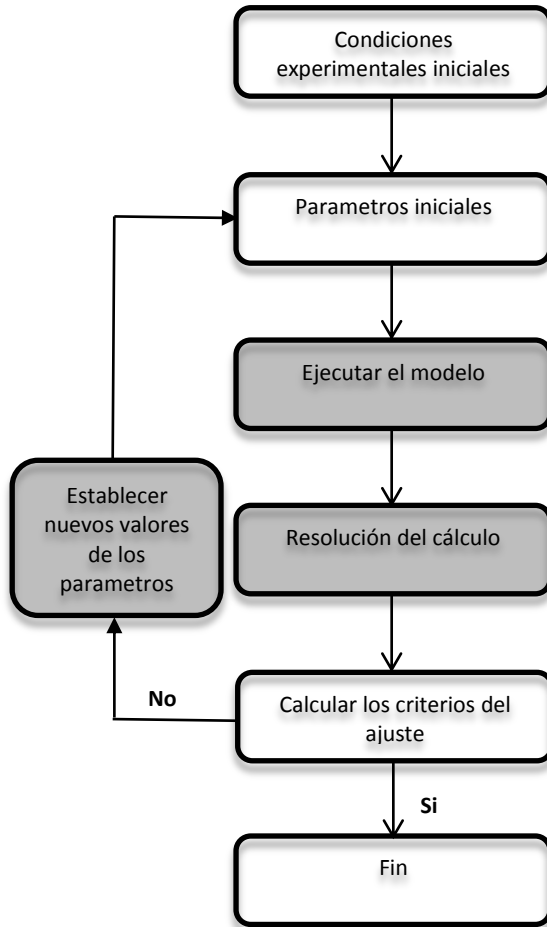 Condiciones
experimentales iniciales
Parametros iniciales
Ejecutar el modelo
Establecer
nuevos valores
de los
parametros
Resolución del cálculo
No
Calcular los criterios del
ajuste
Si
Fin